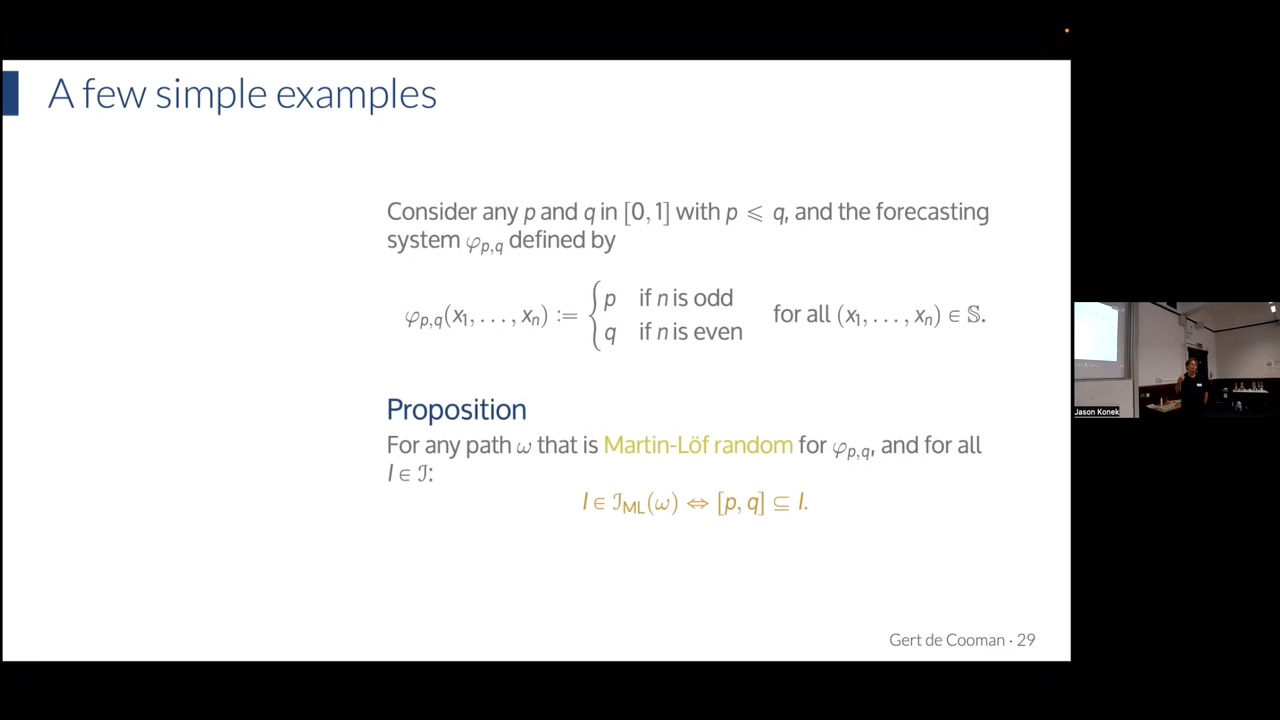 A few simple examples
Consider any p and q in [0, 1] with p ⩽ q, and the forecasting
system φp,q defined by
φp,q(x1, . . . , xn) := { p if n is odd
q if n is even
for all (x1, . . . , xn) ∈ 𝕊.
Proposition
For any path ω that is Martin-Löf random for φp,q, and for all
I ∈ ℐ:
I ∈ ℐML(ω) ⇔ [p, q] ⊆ I.
Gert de Cooman · 29
Jason Konek